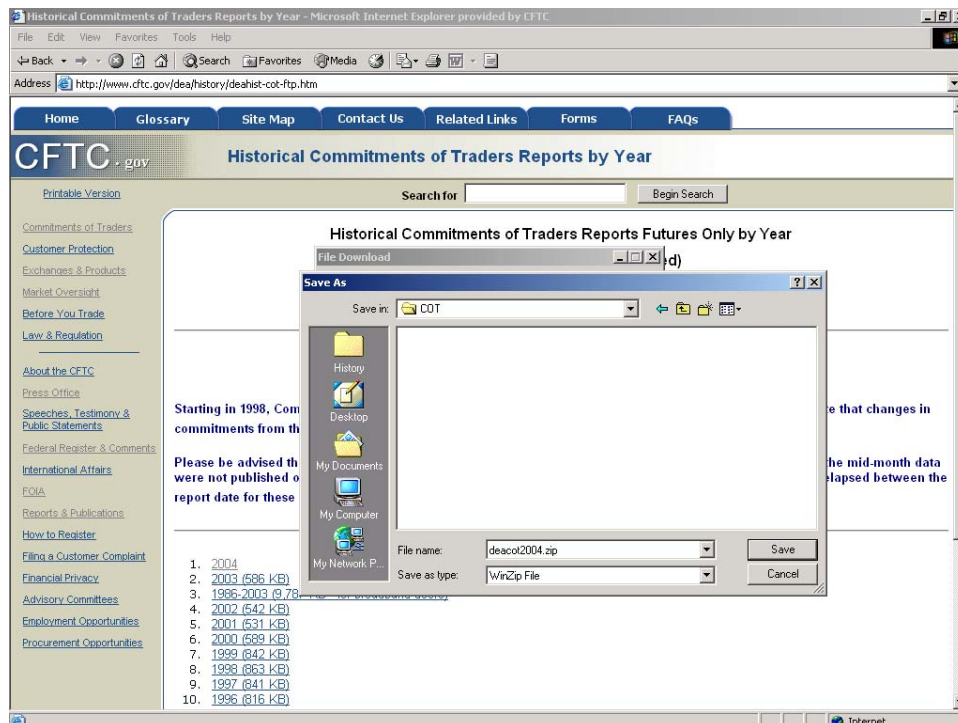 Historical Commitments of Traders Reports by Year - Microsoft Internet Explorer provided by CFTC
File Edit View Favorites Tools Help
Back Search Favorites Media
Address http://www.cftc.gov/dea/history/deahist-cot-ftp.htm
Home Glossary Site Map Contact Us Related Links Forms FAQs
CFTC.gov Historical Commitments of Traders Reports by Year
Printable Version Search for Begin Search
Commitments of Traders
Customer Protection
Exchanges & Products
Market Oversight
Before You Trade
Law & Regulation
About the CFTC
Press Office
Speeches, Testimony &
Public Statements
Federal Register & Comments
International Affairs
FOIA
Reports & Publications
How to Register
Filing a Customer Complaint
Financial Privacy
Advisory Committees
Employment Opportunities
Procurement Opportunities
Historical Commitments of Traders Reports Futures Only by Year
File Download
Save As
Save in: COT
History
Desktop
My Documents
My Computer
My Network P...
File name: deacot2004.zip Save
Save as type: WinZip File Cancel
Starting in 1998, Com that changes in
commitments from th
Please be advised th the mid-month data
were not published o elapsed between the
report date for these
1. 2004
2. 2003 (586 KB)
3. 1986-2003 (9,78
4. 2002 (542 KB)
5. 2001 (531 KB)
6. 2000 (589 KB)
7. 1999 (842 KB)
8. 1998 (863 KB)
9. 1997 (841 KB)
10. 1996 (816 KB)
Internet